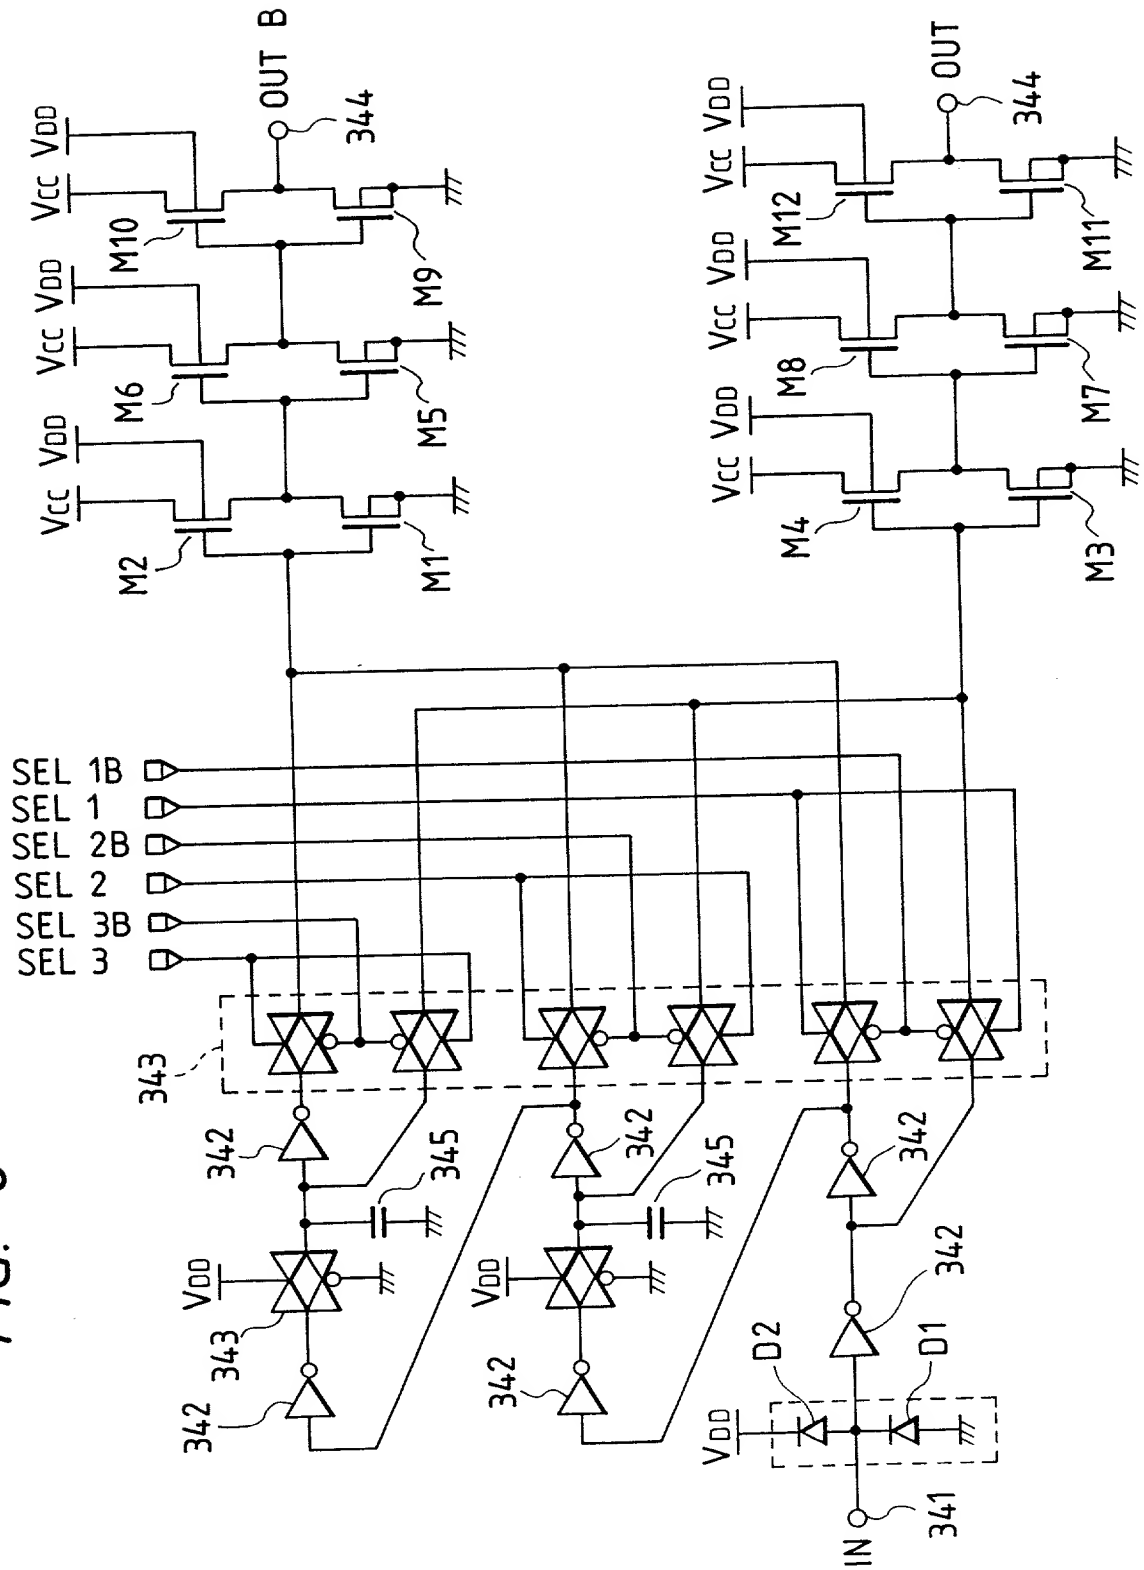 SEL 1B
SEL 1
SEL 2B
SEL 2
SEL 3B
SEL 3
VCC VDD
M10
M9
OUT B
344
VCC VDD
M6
M5
VCC VDD
M2
M1
VCC VDD
M12
M11
OUT
344
VCC VDD
M8
M7
VCC VDD
M4
M3
343
342
345
VDD
343
342
342
345
VDD
342
342
342
D2
D1
VDD
IN
341